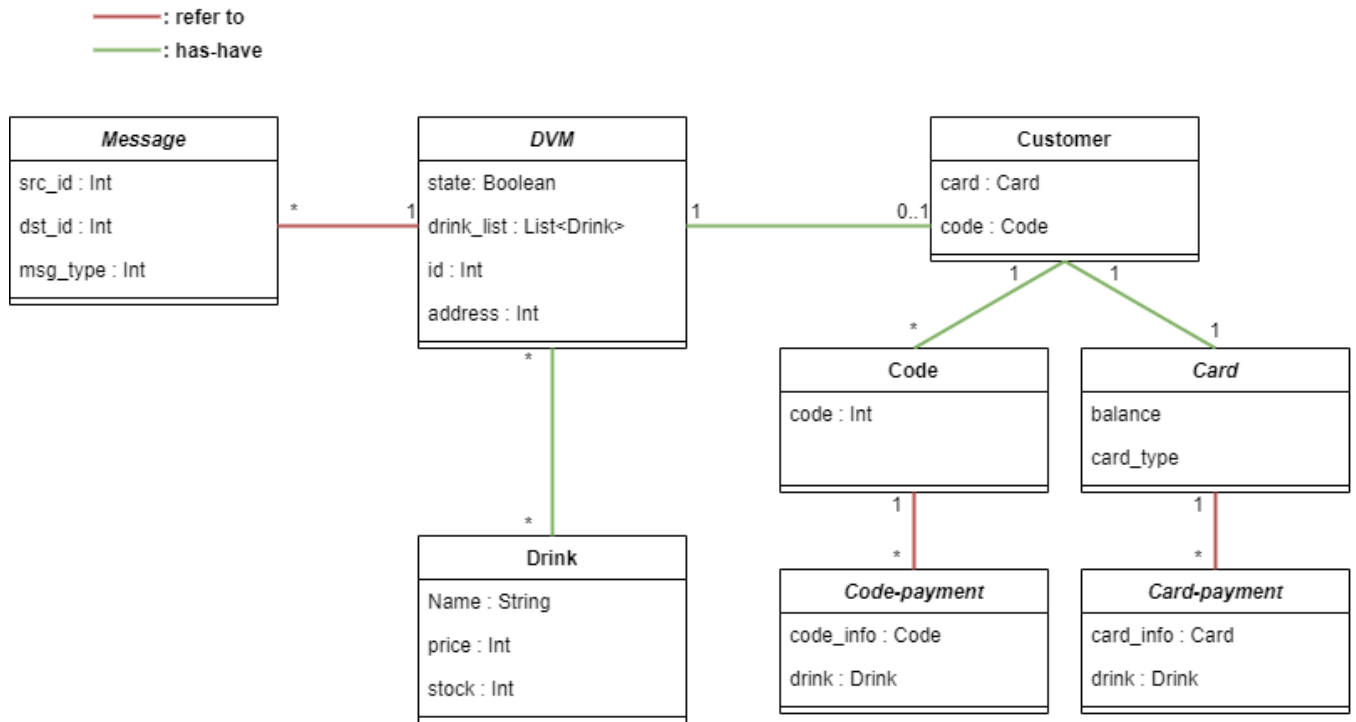 : refer to
: has-have
Message
src_id : Int
dst_id : Int
msg_type : Int
*
1
DVM
state: Boolean
drink_list : List<Drink>
id : Int
address : Int
1
0..1
Customer
card : Card
code : Code
1
1
*
1
*
*
Code
code : Int
Card
balance
card_type
1
*
1
*
Drink
Name : String
price : Int
stock : Int
Code-payment
code_info : Code
drink : Drink
Card-payment
card_info : Card
drink : Drink